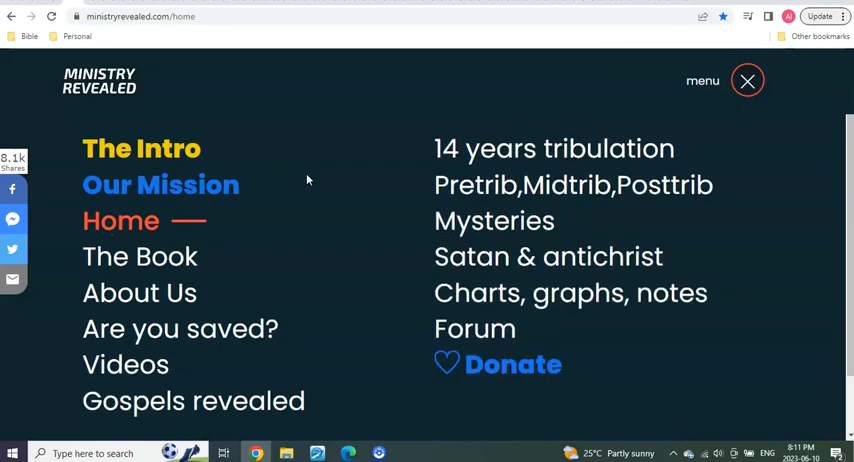 ministryrevealed.com/home
AI
Update
Bible
Personal
Other bookmarks
MINISTRY
REVEALED
menu
8.1k
Shares
The Intro
Our Mission
Home
The Book
About Us
Are you saved?
Videos
Gospels revealed
14 years tribulation
Pretrib,Midtrib,Posttrib
Mysteries
Satan & antichrist
Charts, graphs, notes
Forum
Donate
Type here to search
25°C Partly sunny
ENG
8:11 PM
2023-06-10
2